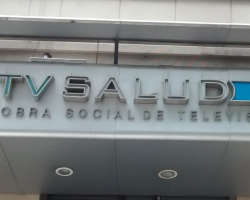 TV SALUD
OBRA SOCIAL DE TELEVIS